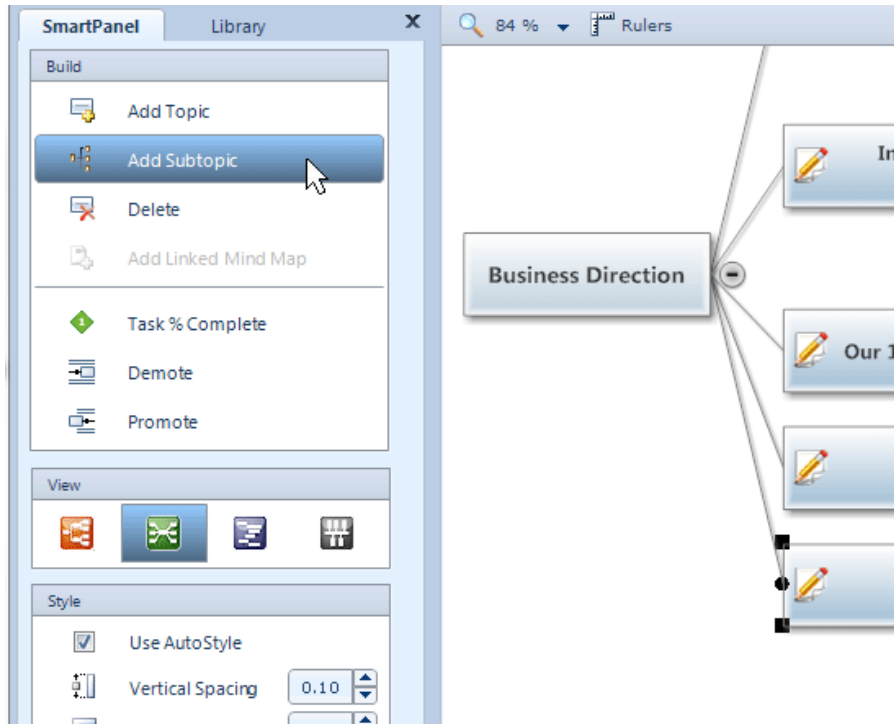 SmartPanel
Library
X
84 %
Rulers
Build
Add Topic
Add Subtopic
Delete
Add Linked Mind Map
1
Task % Complete
Demote
Promote
View
Style
Use AutoStyle
Vertical Spacing
0.10
Business Direction
Our